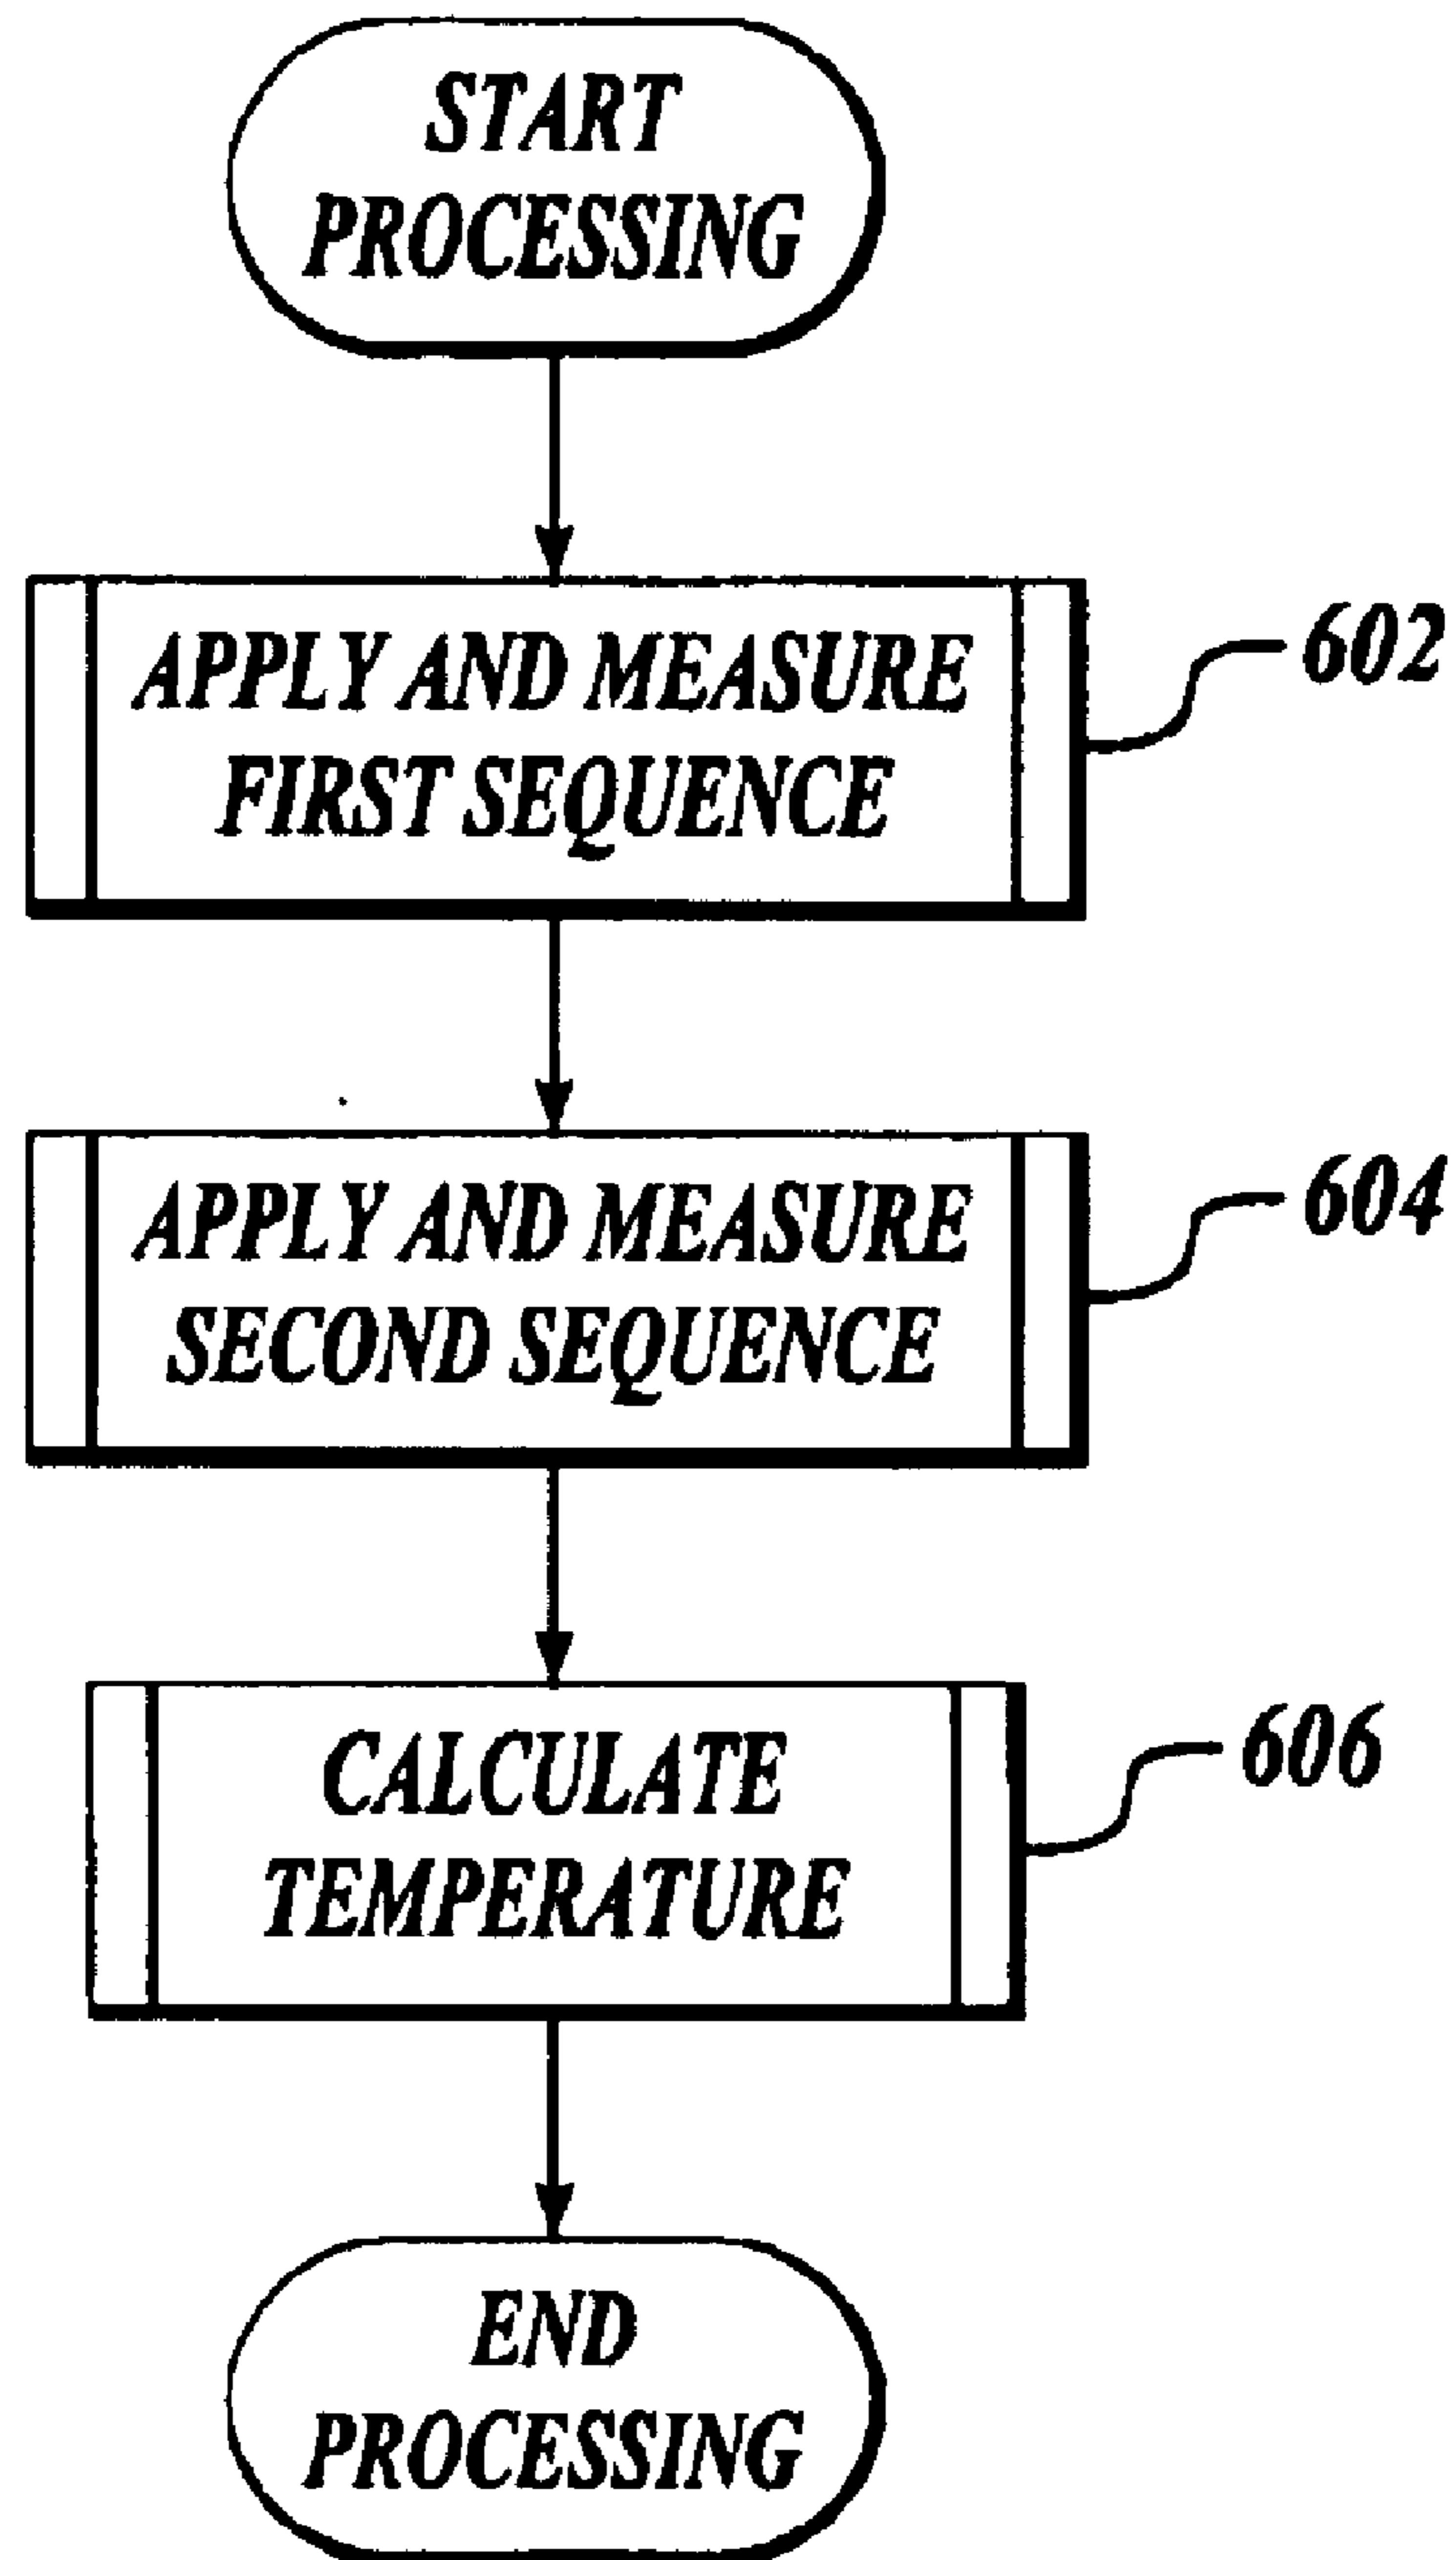 START
PROCESSING
APPLY AND MEASURE
FIRST SEQUENCE
602
APPLY AND MEASURE
SECOND SEQUENCE
604
CALCULATE
TEMPERATURE
606
END
PROCESSING